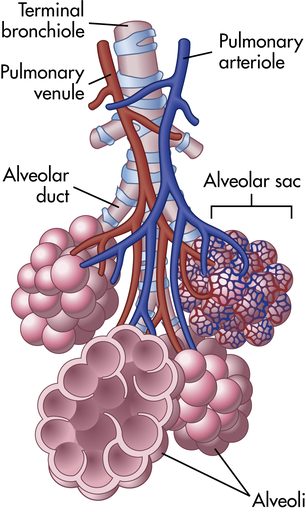 Terminal
bronchiole
Pulmonary
arteriole
Pulmonary
venule
Alveolar
duct
Alveolar sac
Alveoli